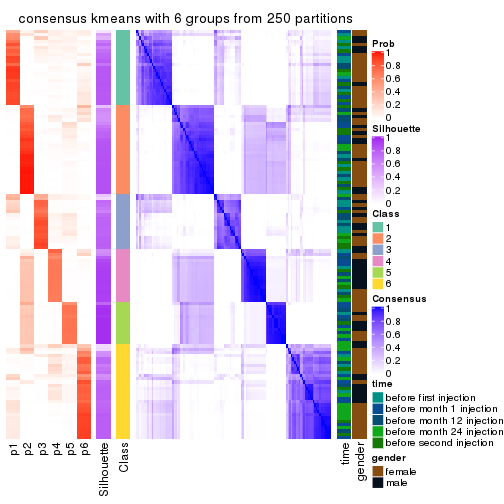 consensus kmeans with 6 groups from 250 partitions
Prob
1
0.8
0.6
0.4
0.2
0
Silhouette
1
0.8
0.6
0.4
0.2
0
Class
1
2
3
4
5
6
Consensus
1
0.8
0.6
0.4
0.2
0
time
before first injection
before month 1 injection
before month 12 injection
before month 24 injection
before second injection
gender
female
male
p1
p2
p3
p4
p5
p6
Silhouette
Class
time
gender